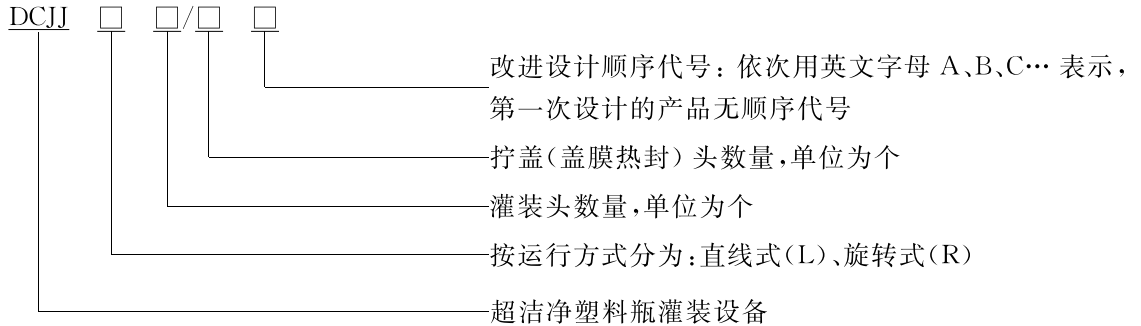 DCJJ □ □/□ □
改进设计顺序代号：依次用英文字母 A、B、C… 表示，
第一次设计的产品无顺序代号
拧盖(盖膜热封) 头数量，单位为个
灌装头数量，单位为个
按运行方式分为：直线式(L)、旋转式(R)
超洁净塑料瓶灌装设备